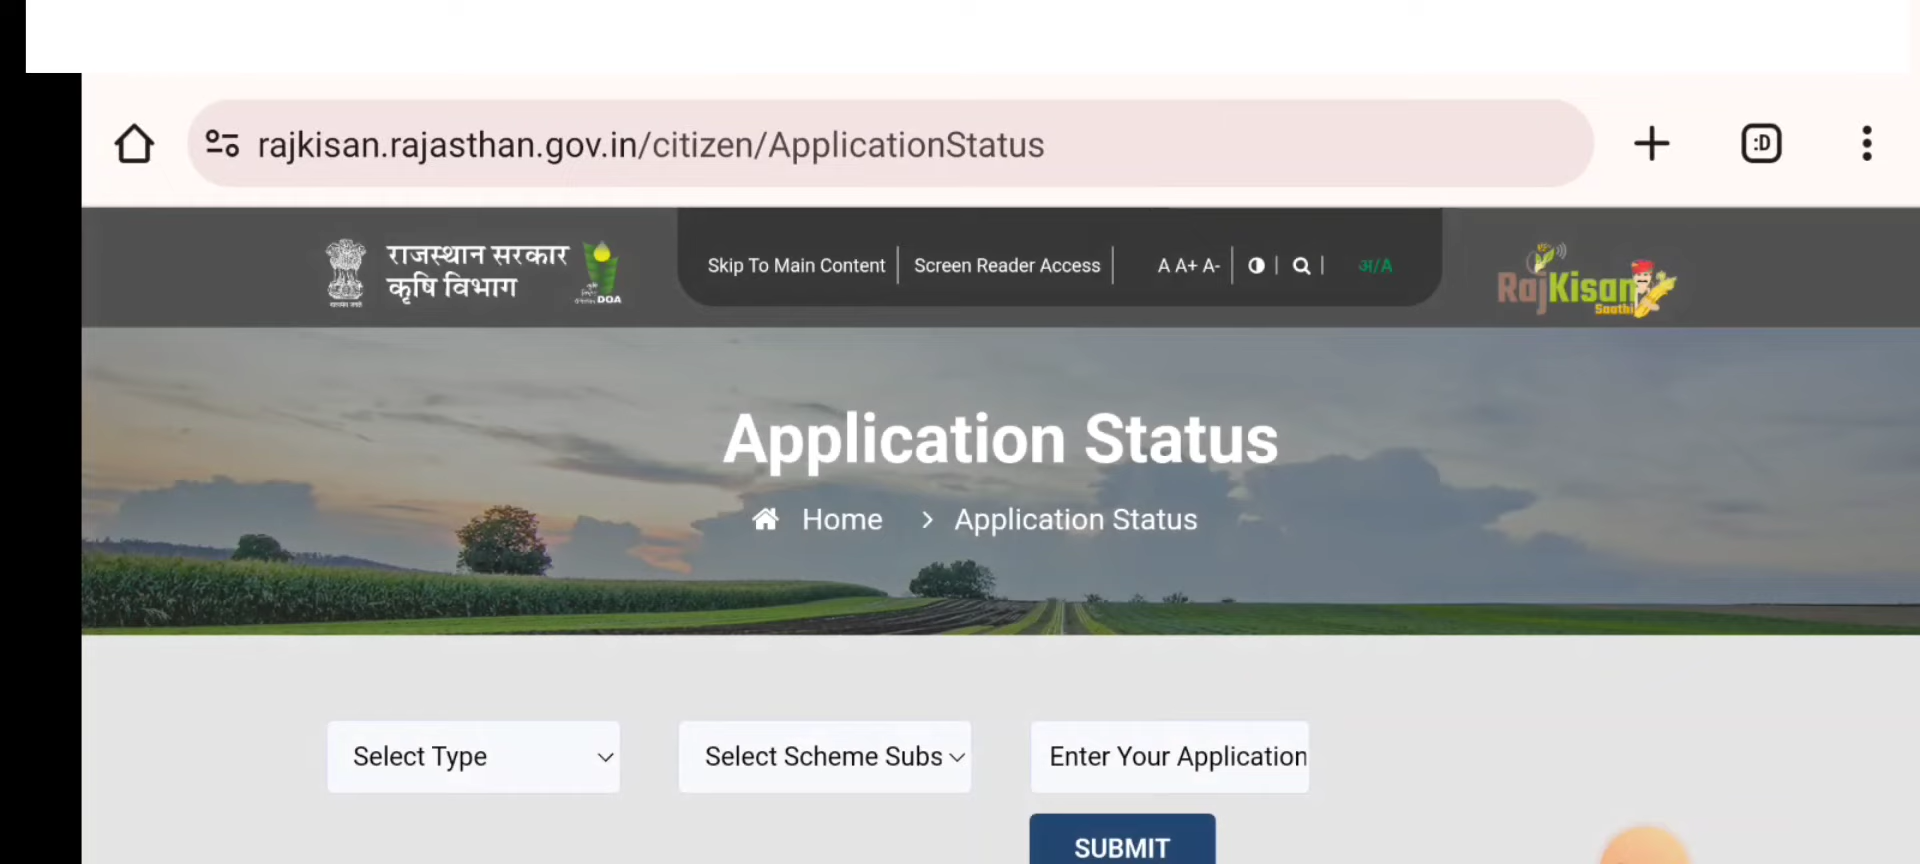 rajkisan.rajasthan.gov.in/citizen/ApplicationStatus
:D
राजस्थान सरकार
कृषि विभाग
DOA
Skip To Main Content
Screen Reader Access
A A+ A-
अ/A
RajKisan
Saathi
Application Status
Home > Application Status
Select Type
Select Scheme Subs
Enter Your Application
SUBMIT